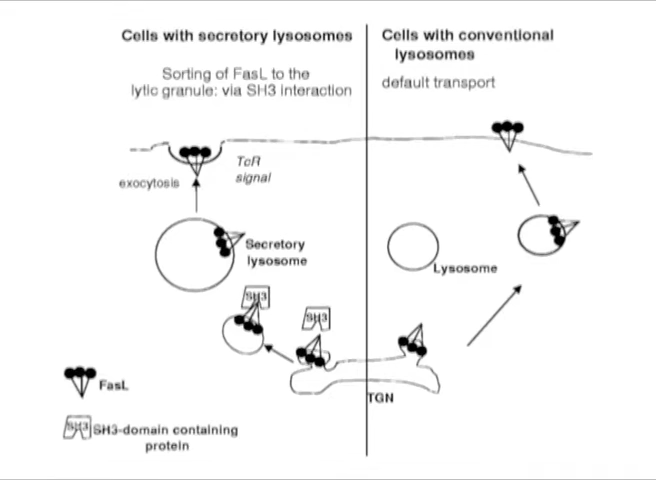 Cells with secretory lysosomes
Sorting of FasL to the
lytic granule: via SH3 interaction
TcR
signal
exocytosis
Secretory
lysosome
SH3
SH3
FasL
SH3
SH3-domain containing
protein
Cells with conventional
lysosomes
default transport
Lysosome
TGN